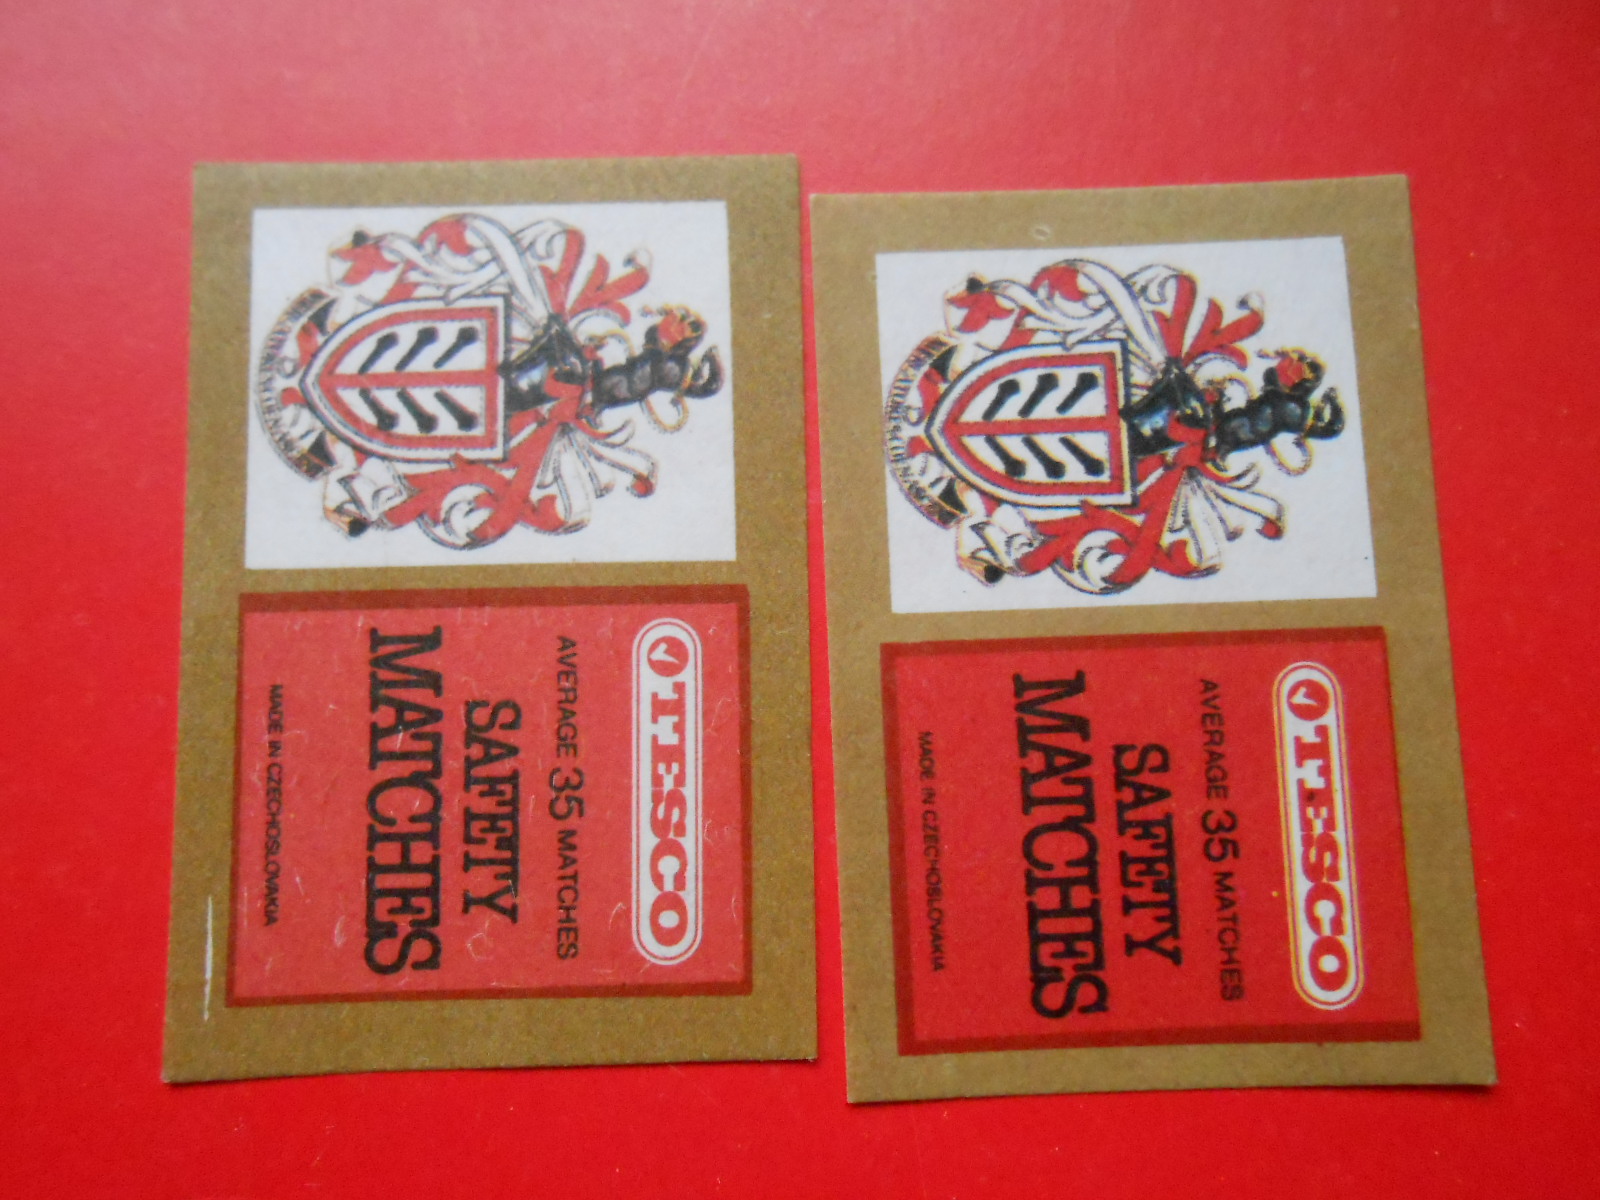 TESCO
AVERAGE 35 MATCHES
SAFETY
MATCHES
MADE IN CZECHOSLOVAKIA
TESCO
AVERAGE 35 MATCHES
SAFETY
MATCHES
MADE IN CZECHOSLOVAKIA